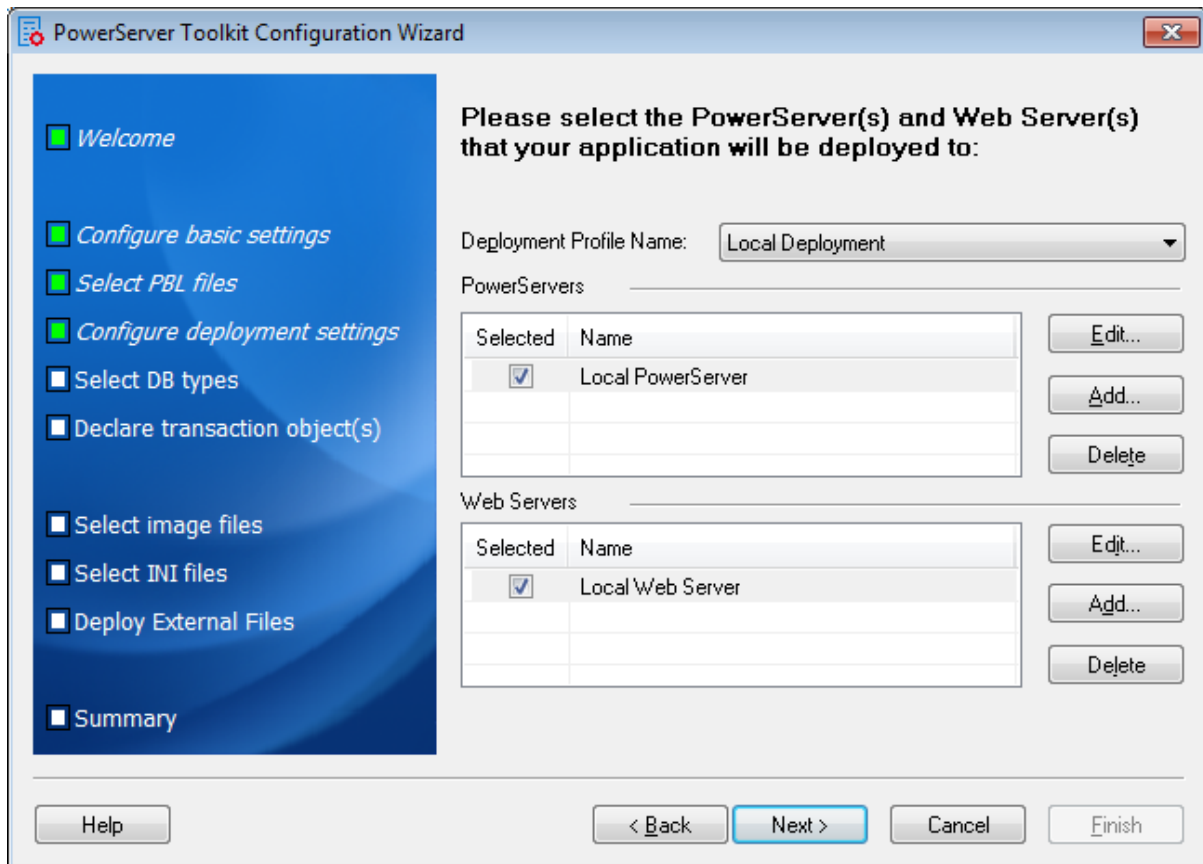 PowerServer Toolkit Configuration Wizard
Welcome
Configure basic settings
Select PBL files
Configure deployment settings
Select DB types
Declare transaction object(s)
Select image files
Select INI files
Deploy External Files
Summary
Please select the PowerServer(s) and Web Server(s)
that your application will be deployed to:
Deployment Profile Name: Local Deployment
PowerServers
Selected Name
Local PowerServer
Edit...
Add...
Delete
Web Servers
Selected Name
Local Web Server
Edit...
Add...
Delete
Help < Back Next > Cancel Finish